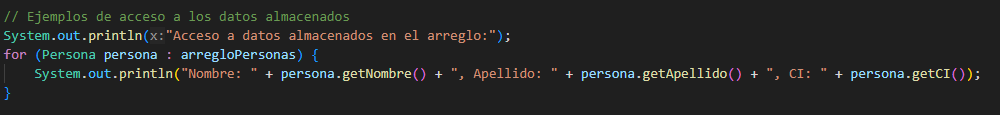 // Ejemplos de acceso a los datos almacenados
System.out.println(x:"Acceso a datos almacenados en el arreglo:");
for (Persona persona : arregloPersonas) {
    System.out.println("Nombre: " + persona.getNombre() + ", Apellido: " + persona.getApellido() + ", CI: " + persona.getCI());
}